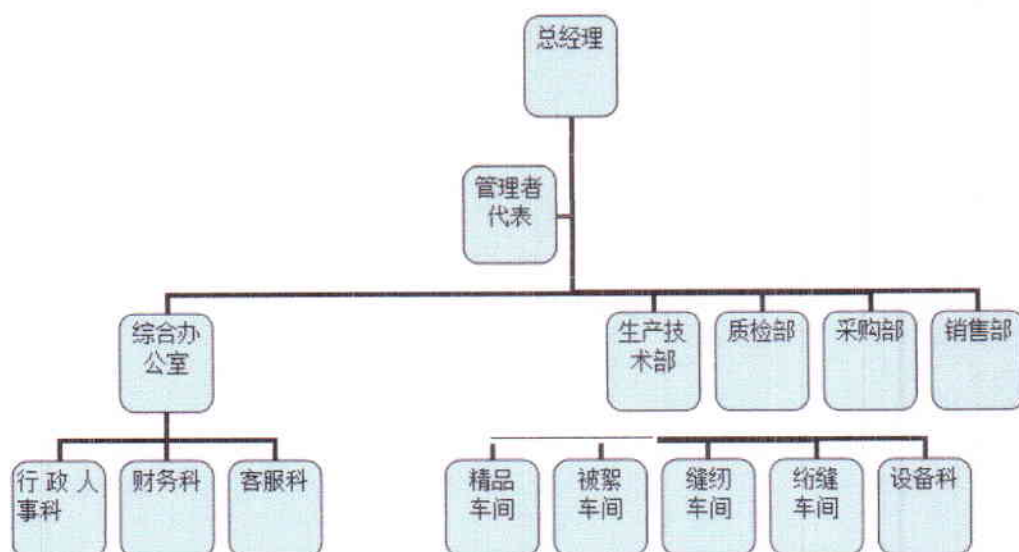 总经理
管理者
代表
综合办
公室
生产技
术部
质检部
采购部
销售部
行政人
事科
财务科
客服科
精品
车间
被絮
车间
缝纫
车间
绗缝
车间
设备科